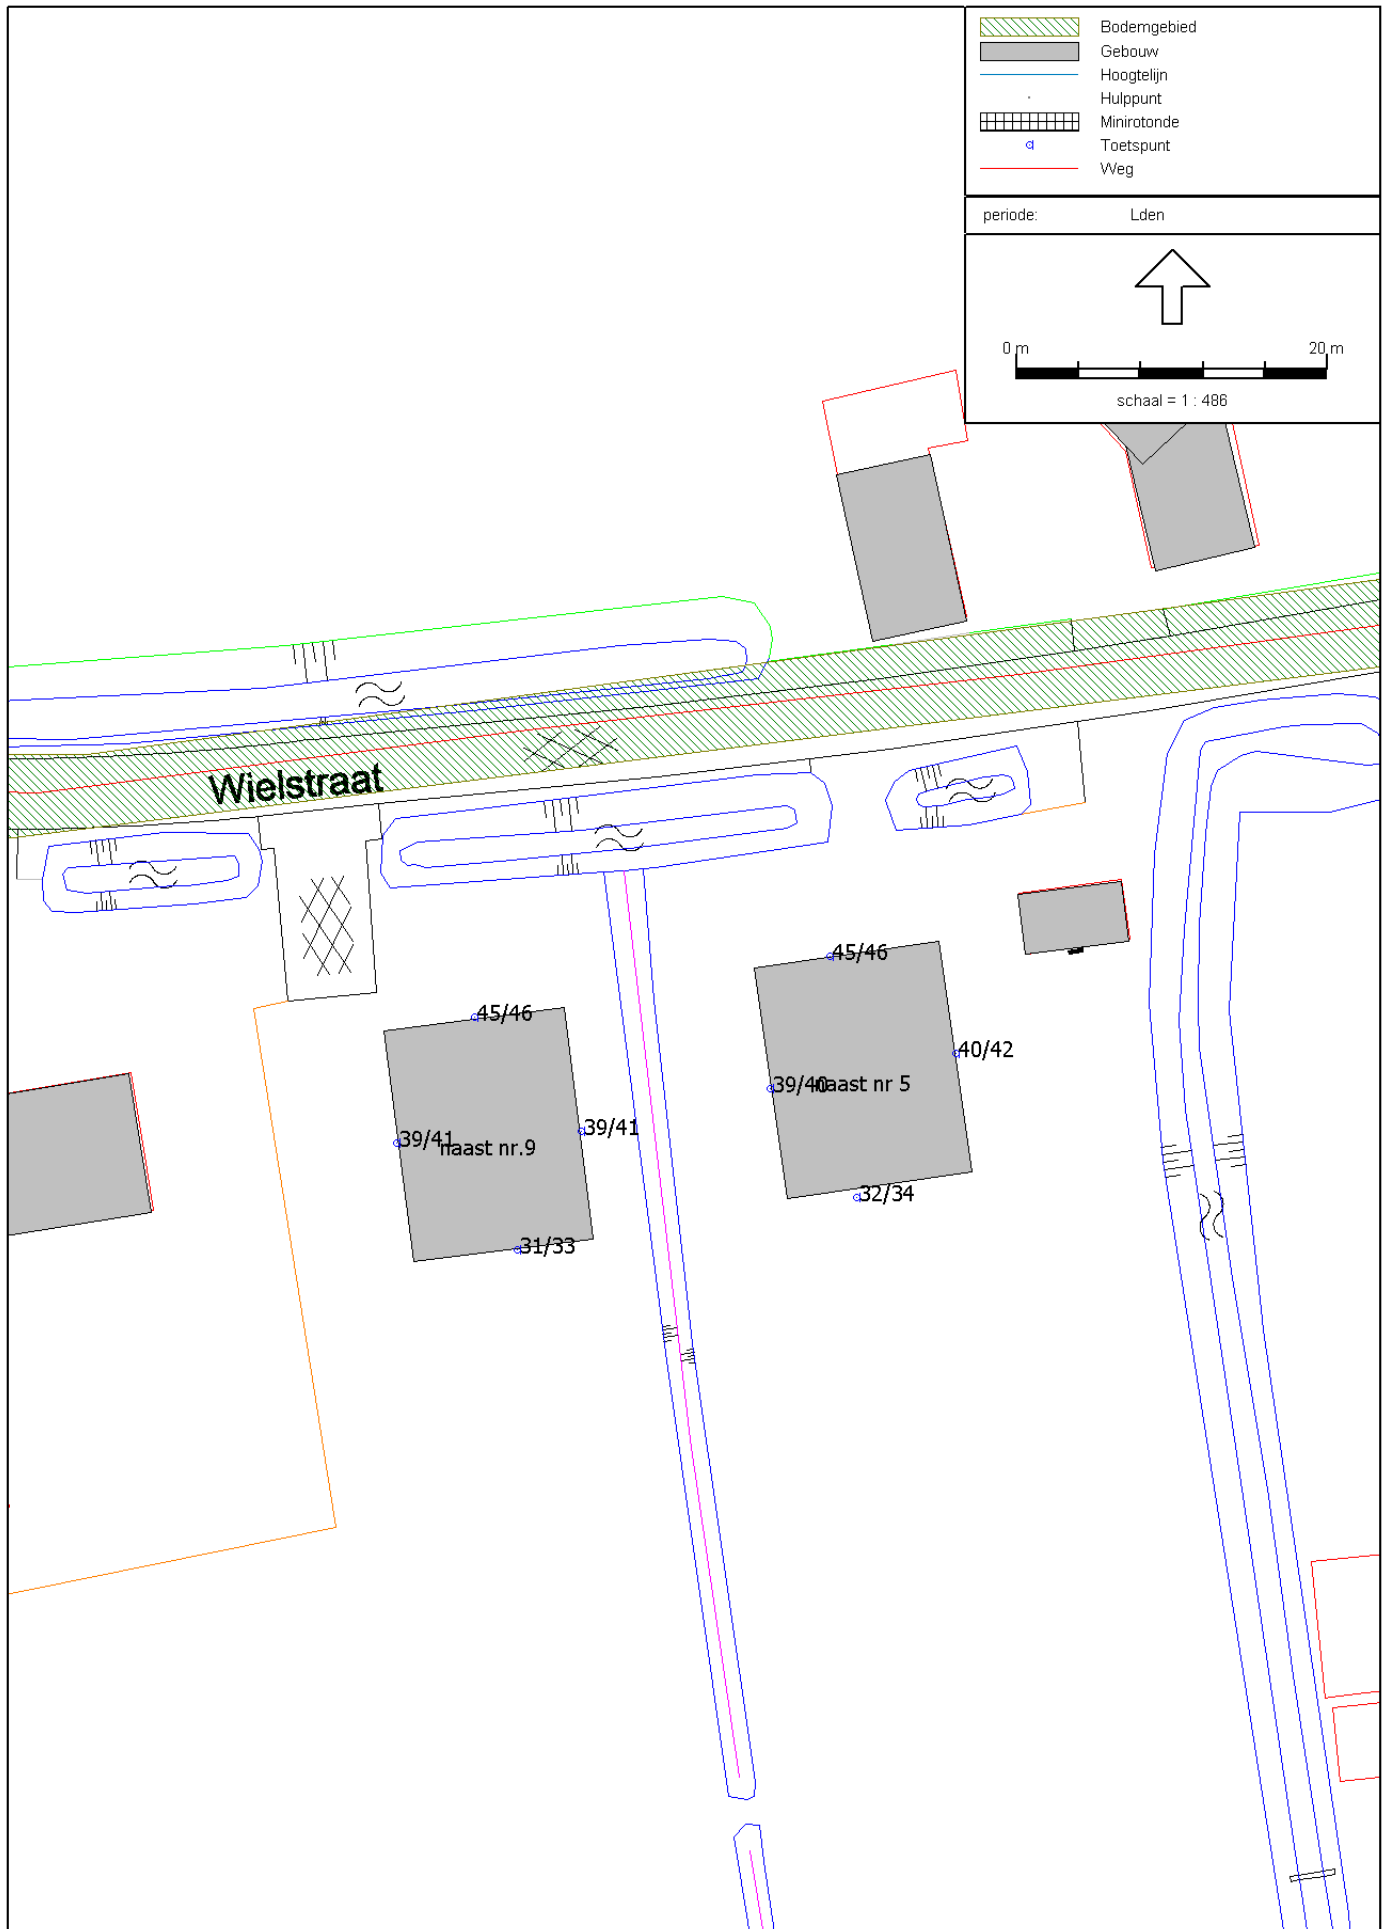 Bodemgebied
Gebouw
Hoogtelijn
Hulppunt
Minirotonde
Toetspunt
Weg
periode: Lden
0 m 20 m
schaal = 1 : 486
Wielstraat
45/46
45/46
40/42
39/40
naast nr 5
39/41
39/41
naast nr.9
32/34
31/33